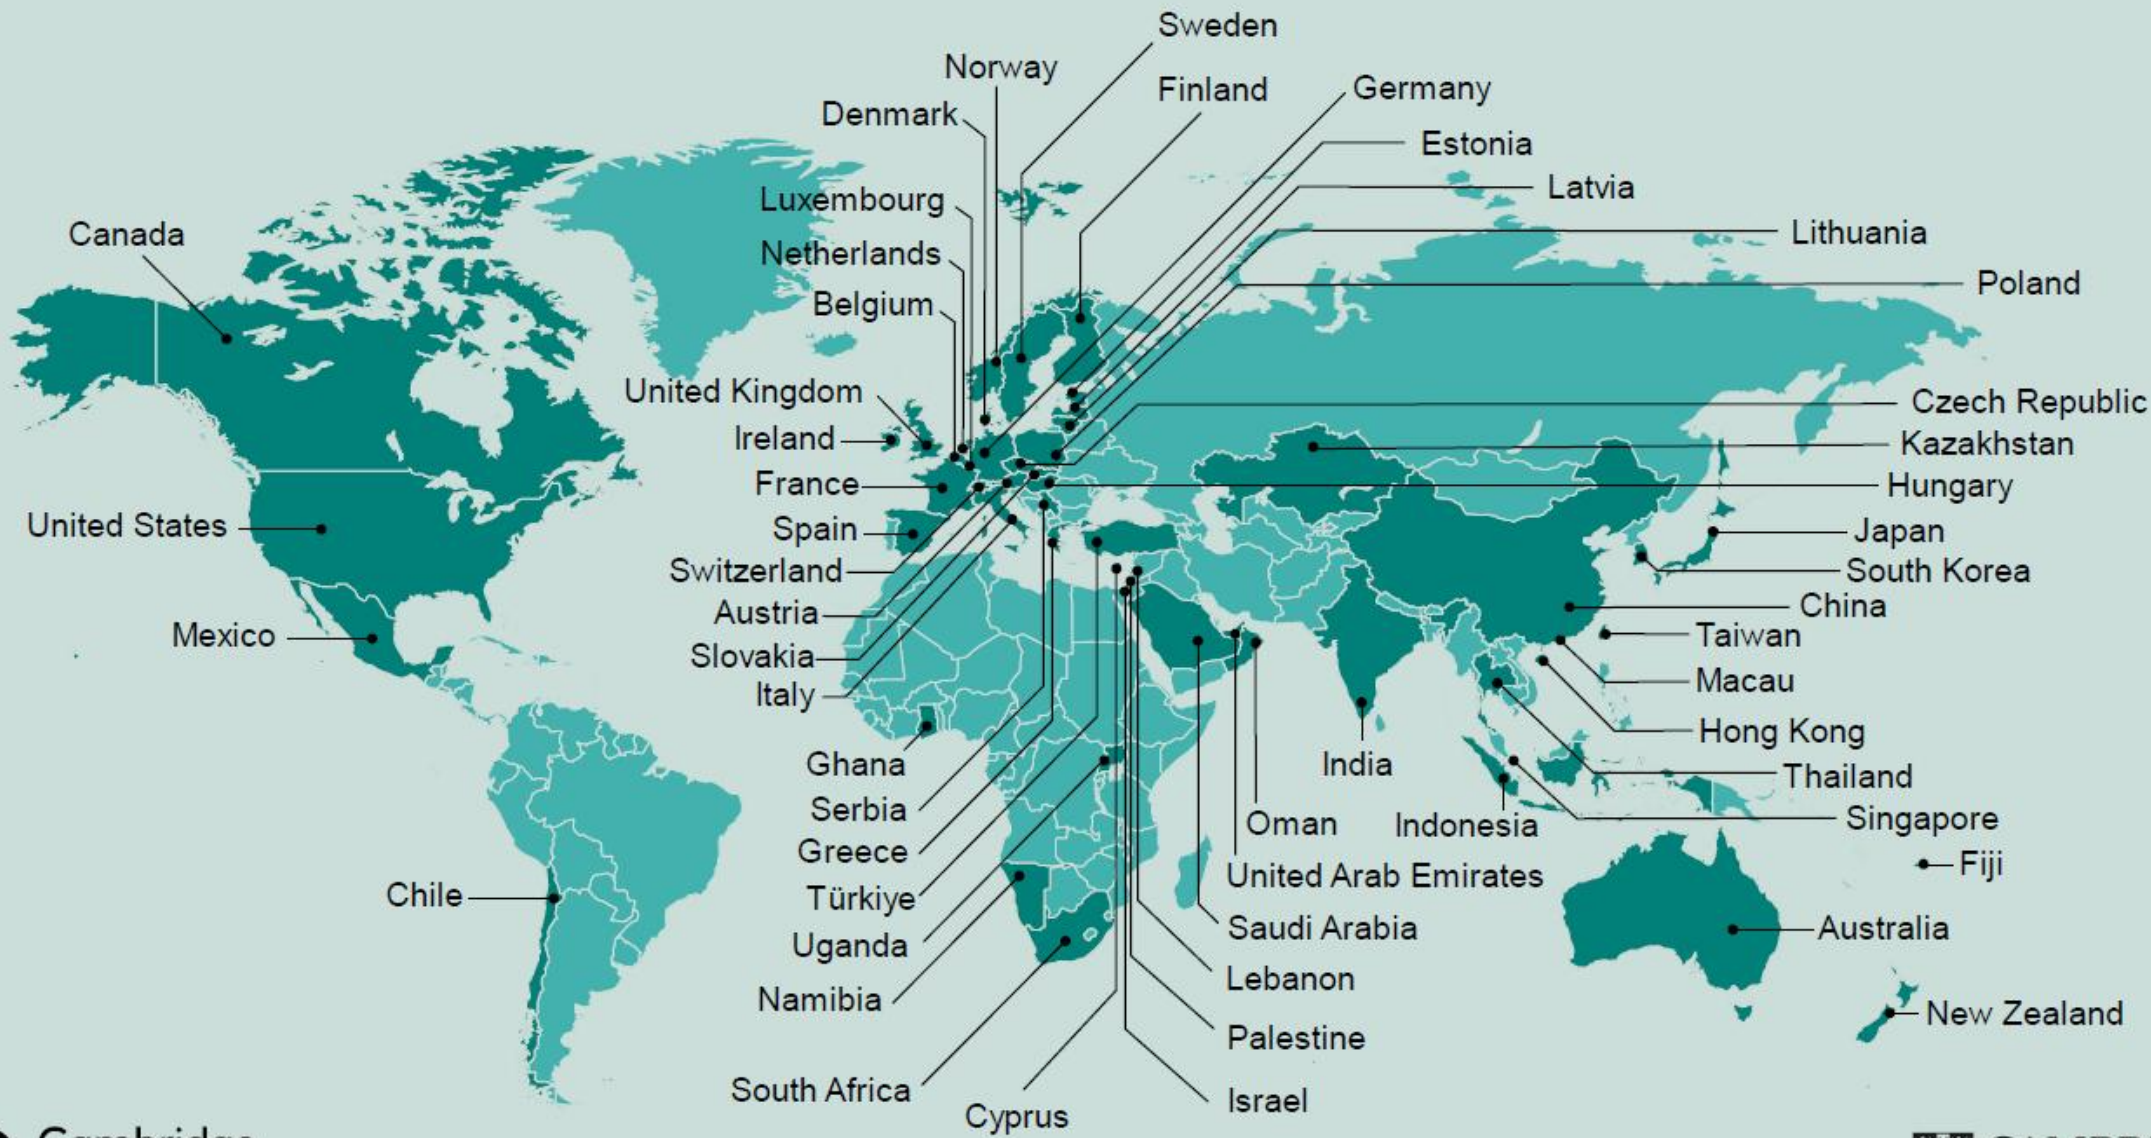 Sweden
Norway
Finland
Germany
Denmark
Estonia
Latvia
Luxembourg
Canada
Lithuania
Netherlands
Poland
Belgium
United Kingdom
Czech Republic
Ireland
Kazakhstan
France
Hungary
United States
Spain
Japan
Switzerland
South Korea
Austria
China
Mexico
Taiwan
Slovakia
Macau
Italy
Hong Kong
Ghana
India
Thailand
Serbia
Oman
Indonesia
Singapore
Greece
Fiji
United Arab Emirates
Chile
Türkiye
Saudi Arabia
Australia
Uganda
Lebanon
Namibia
New Zealand
Palestine
South Africa
Israel
Cyprus
Cambridge